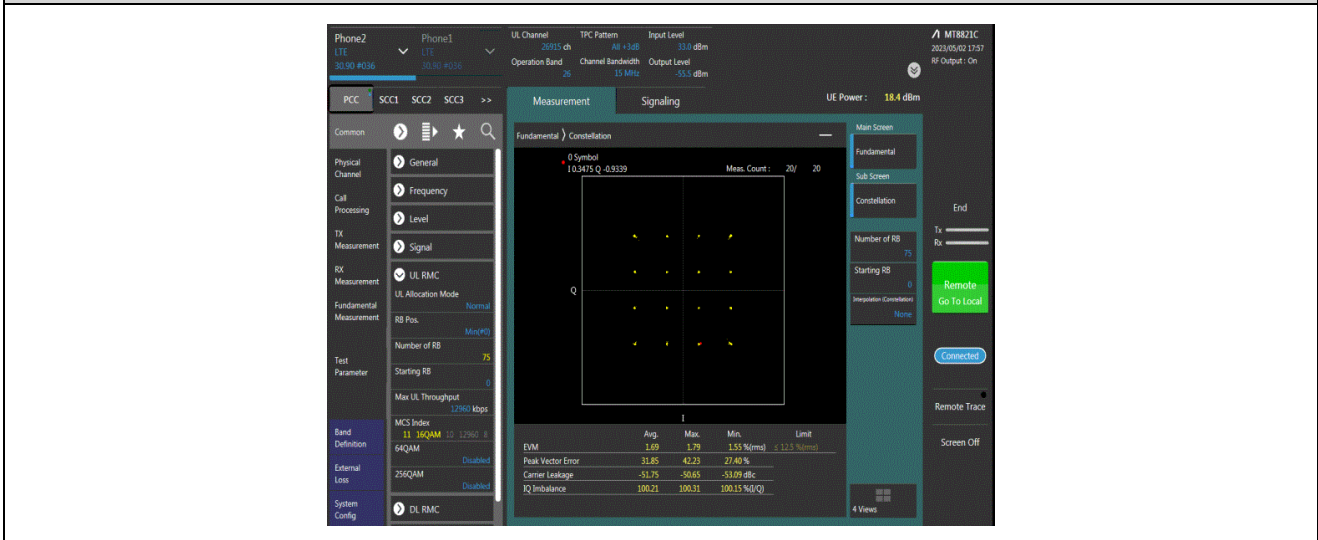 Phone2
LTE
30.90 #036
Phone1
LTE
30.90 #036
UL Channel
26915 ch
TPC Pattern
All +3dB
Input Level
33.0 dBm
Operation Band
26
Channel Bandwidth
15 MHz
Output Level
-55.5 dBm
MT8821C
2023/05/02 17:57
RF Output : On
PCC SCC1 SCC2 SCC3 >>
Measurement
Signaling
UE Power : 18.4 dBm
Common
Physical
Channel
Call
Processing
TX
Measurement
RX
Measurement
Fundamental
Measurement
Test
Parameter
Band
Definition
External
Loss
System
Config
General
Frequency
Level
Signal
UL RMC
UL Allocation Mode
Normal
RB Pos.
Min(#0)
Number of RB
75
Starting RB
0
Max UL Throughput
12960 kbps
MCS Index
11 16QAM 10 12960 8
64QAM
Disabled
256QAM
Disabled
DL RMC
Fundamental > Constellation
0 Symbol
I 0.3475 Q -0.9339
Meas. Count : 20/ 20
Q
I
Avg. Max. Min. Limit
EVM 1.69 1.79 1.55 %(rms) ≤ 12.5 %(rms)
Peak Vector Error 31.85 42.23 27.40 %
Carrier Leakage -51.75 -50.65 -53.09 dBc
IQ Imbalance 100.21 100.31 100.15 %(I/Q)
Main Screen
Fundamental
Sub Screen
Constellation
Number of RB
75
Starting RB
0
Interpolation (Constellation)
None
4 Views
End
Tx
Rx
Remote
Go To Local
Connected
Remote Trace
Screen Off